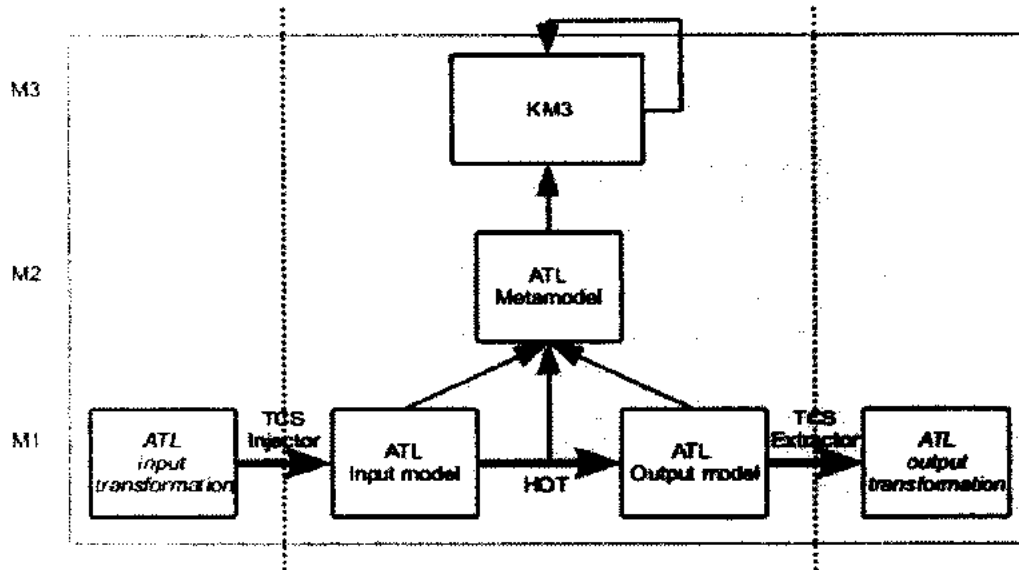 M3
KM3
M2
ATL
Metamodel
M1
ATL
input
transformation
TCS
Injector
ATL
Input model
HOT
ATL
Output model
TCS
Extractor
ATL
output
transformation